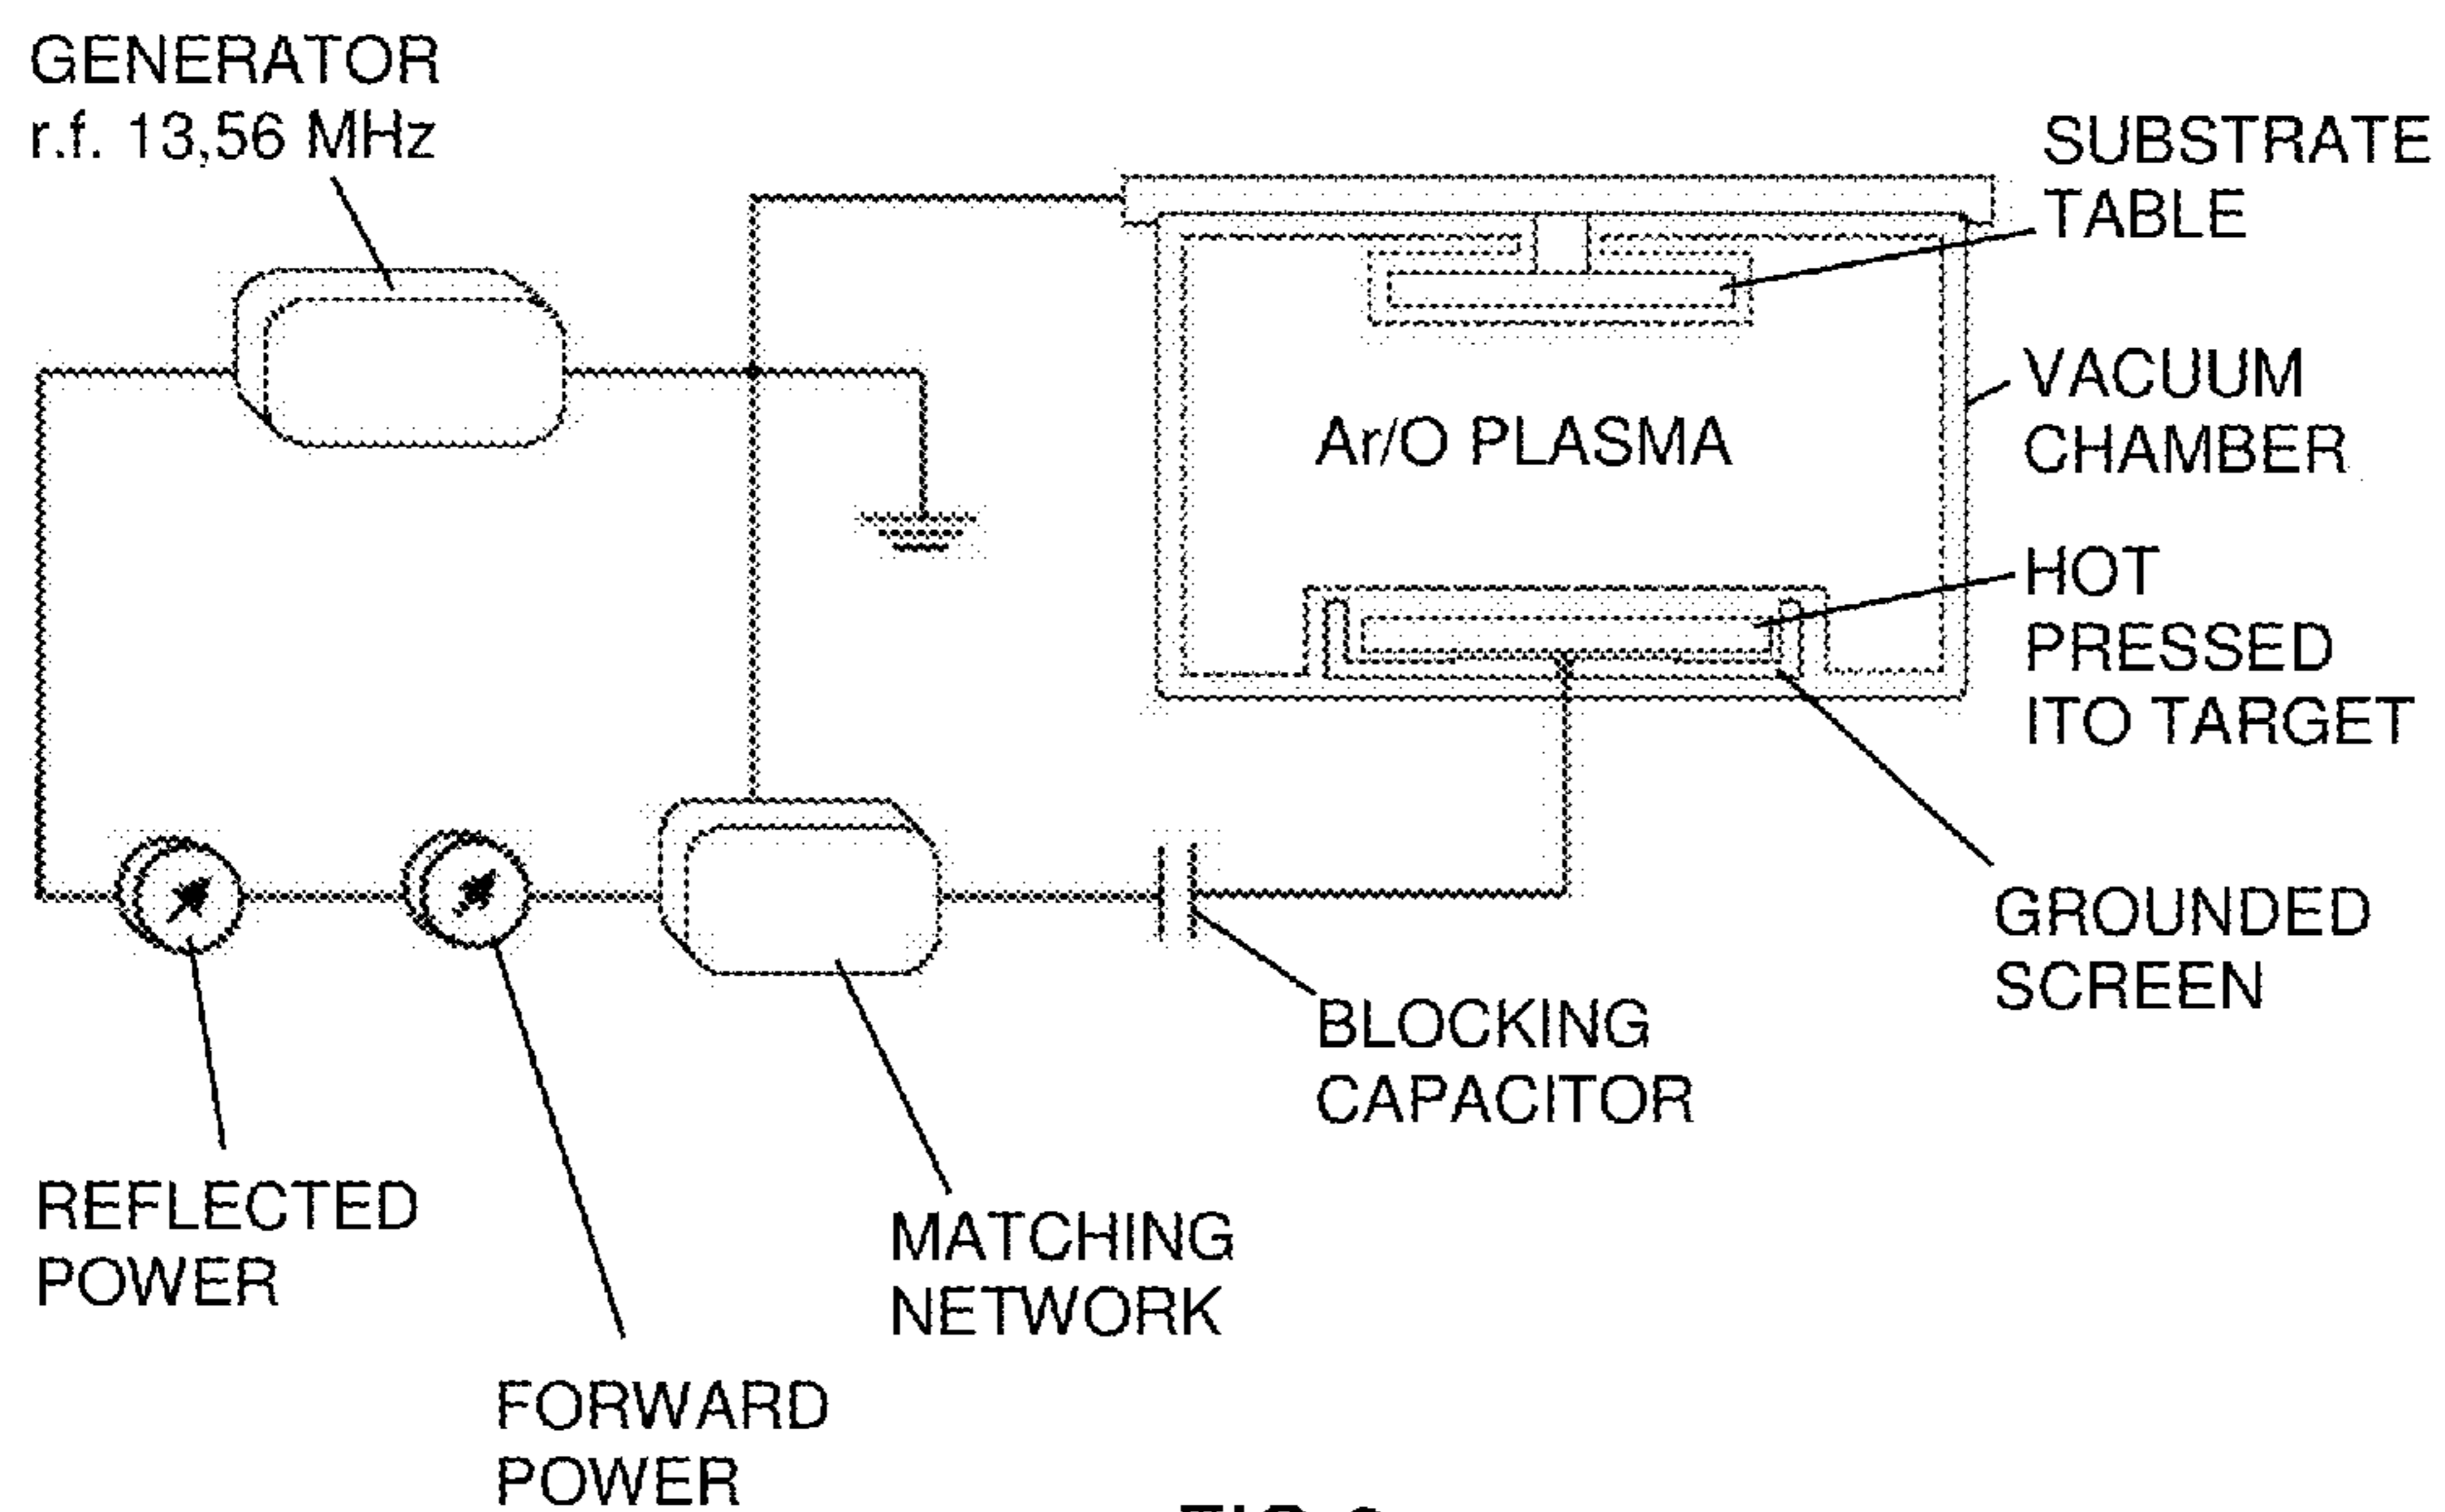 GENERATOR
r.f. 13,56 MHz
SUBSTRATE
TABLE
VACUUM
CHAMBER
Ar/O PLASMA
HOT
PRESSED
ITO TARGET
GROUNDED
SCREEN
BLOCKING
CAPACITOR
REFLECTED
POWER
MATCHING
NETWORK
FORWARD
POWER